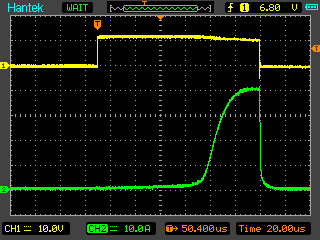 Hantek WAIT T f 1 6.80 V
T
T
1
2
CH1 10.0V CH2 10.0A T 50.400us Time 20.00us